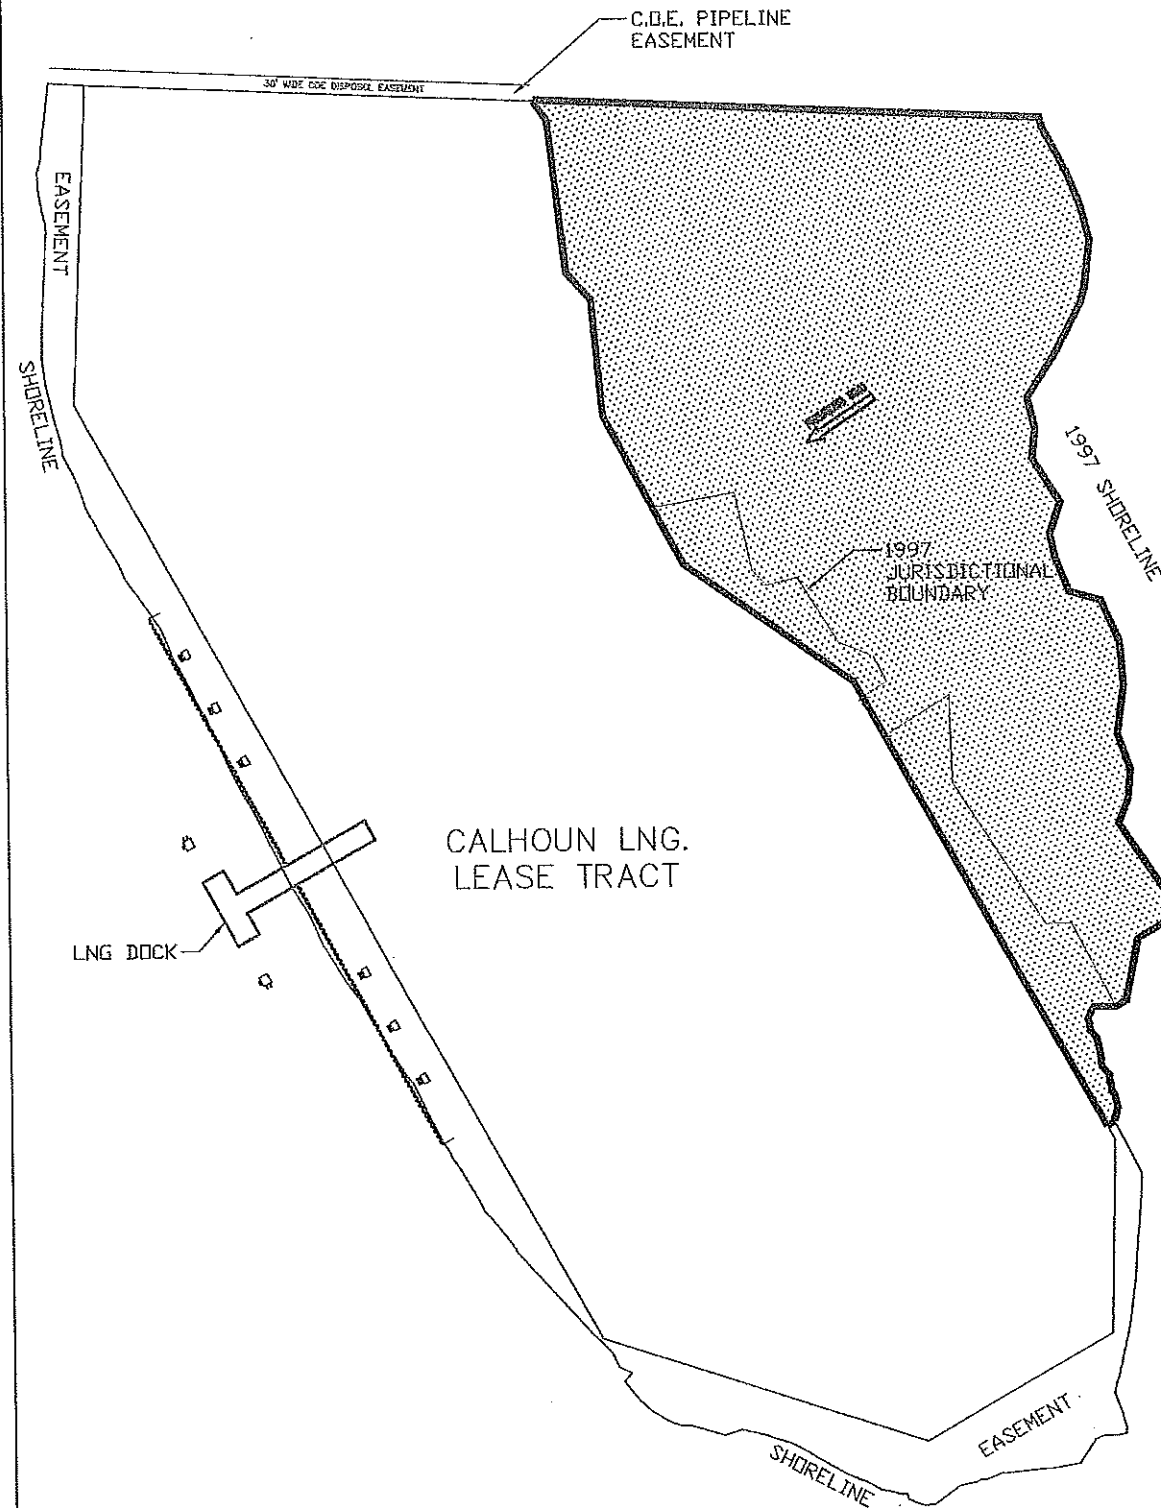 C.O.E. PIPELINE
EASEMENT
30' WIDE COE DISPOSAL EASEMENT
EASEMENT
SHORELINE
1997 SHORELINE
1997
JURISDICTIONAL
BOUNDARY
CALHOUN LNG.
LEASE TRACT
LNG DOCK
EASEMENT
SHORELINE